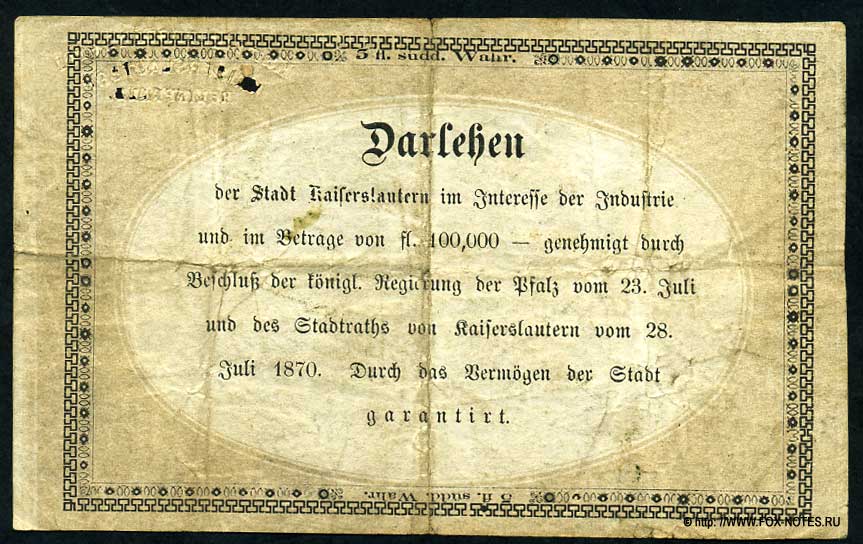 5 fl. südd. Währ.
Darlehen
der Stadt Kaiserslautern im Interesse der Industrie
und im Betrage von fl. 100,000 — genehmigt durch
Beschluß der königl. Regierung der Pfalz vom 23. Juli
und des Stadtraths von Kaiserslautern vom 28.
Juli 1870. Durch das Vermögen der Stadt
garantirt.
5 fl. südd. Währ.
© http://WWW.FOX-NOTES.RU